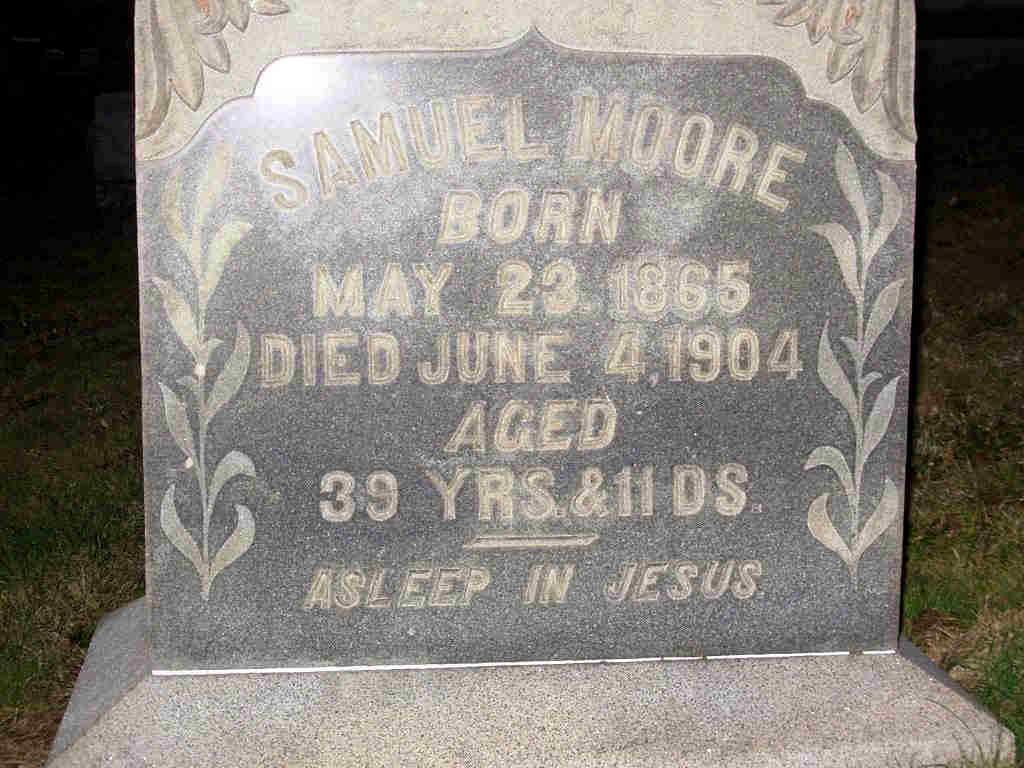 SAMUEL MOORE
BORN
MAY 23. 1865
DIED JUNE 4, 1904
AGED
39 YRS. & 11 DS.
ASLEEP IN JESUS.